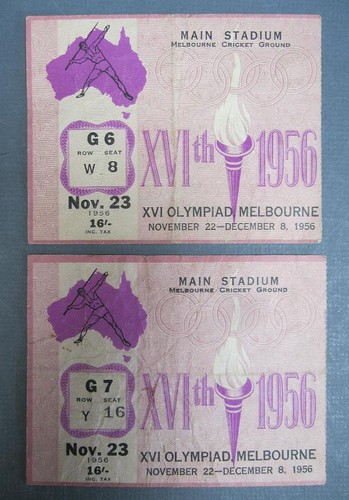 MAIN STADIUM
MELBOURNE CRICKET GROUND
G 6
ROW SEAT
W 8
XVIth 1956
Nov. 23
1956
16/-
INC. TAX
XVI OLYMPIAD, MELBOURNE
NOVEMBER 22—DECEMBER 8, 1956
MAIN STADIUM
MELBOURNE CRICKET GROUND
G 7
ROW SEAT
Y 16
XVIth 1956
Nov. 23
1956
16/-
INC. TAX
XVI OLYMPIAD, MELBOURNE
NOVEMBER 22—DECEMBER 8, 1956